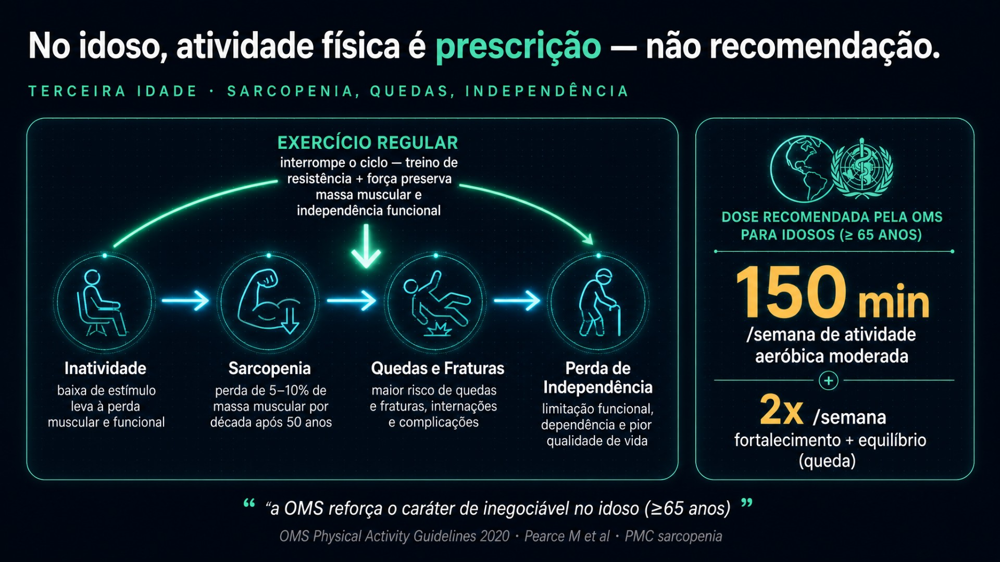 No idoso, atividade física é prescrição — não recomendação.
TERCEIRA IDADE · SARCOPENIA, QUEDAS, INDEPENDÊNCIA
EXERCÍCIO REGULAR
interrompe o ciclo — treino de
resistência + força preserva
massa muscular e
independência funcional
Inatividade
baixa de estímulo
leva à perda
muscular e funcional
Sarcopenia
perda de 5–10% de
massa muscular por
década após 50 anos
Quedas e Fraturas
maior risco de quedas
e fraturas, internações
e complicações
Perda de
Independência
limitação funcional,
dependência e pior
qualidade de vida
DOSE RECOMENDADA PELA OMS
PARA IDOSOS (≥ 65 ANOS)
150 min
/semana de atividade
aeróbica moderada
+
2x /semana
fortalecimento + equilíbrio
(queda)
“ “a OMS reforça o caráter de inegociável no idoso (≥65 anos) ”
OMS Physical Activity Guidelines 2020 · Pearce M et al · PMC sarcopenia